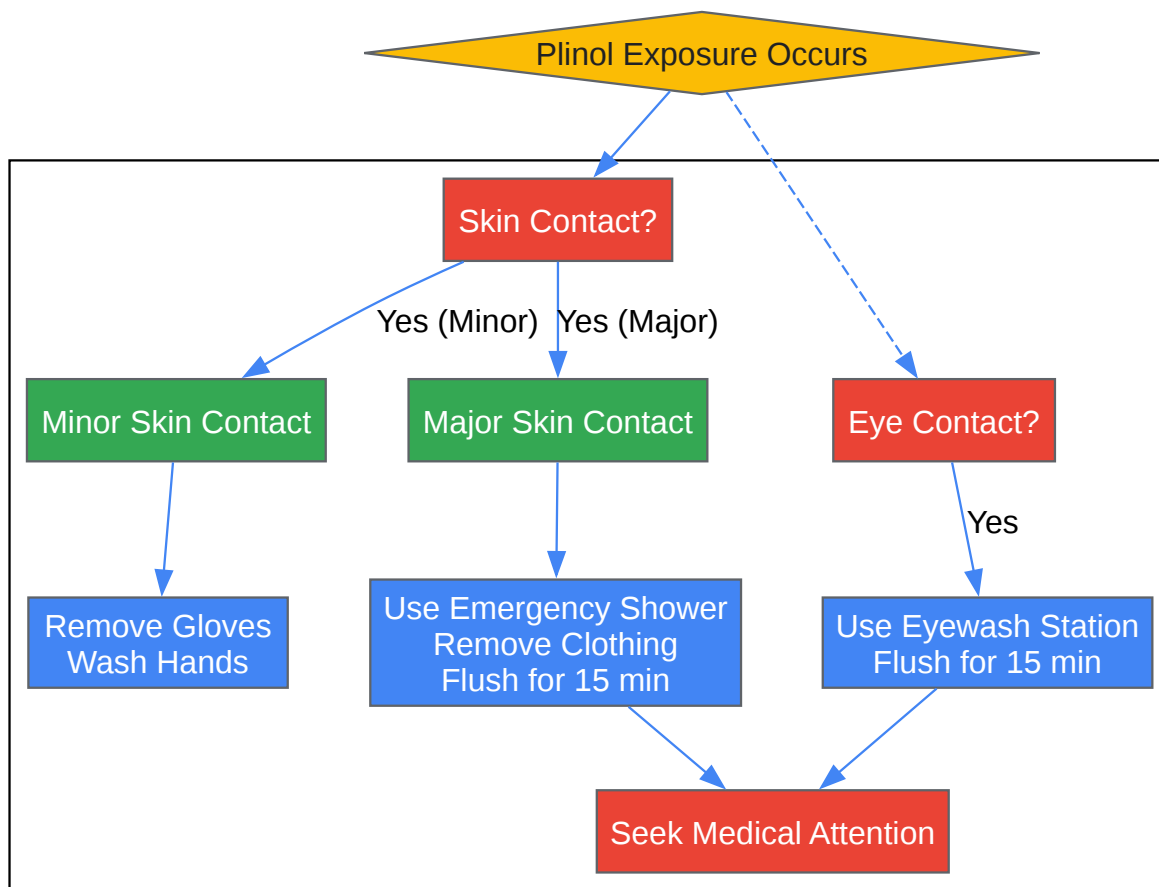 Plinol Exposure Occurs
Skin Contact?
Yes (Minor)
Yes (Major)
Minor Skin Contact
Major Skin Contact
Eye Contact?
Yes
Remove Gloves
Wash Hands
Use Emergency Shower
Remove Clothing
Flush for 15 min
Use Eyewash Station
Flush for 15 min
Seek Medical Attention